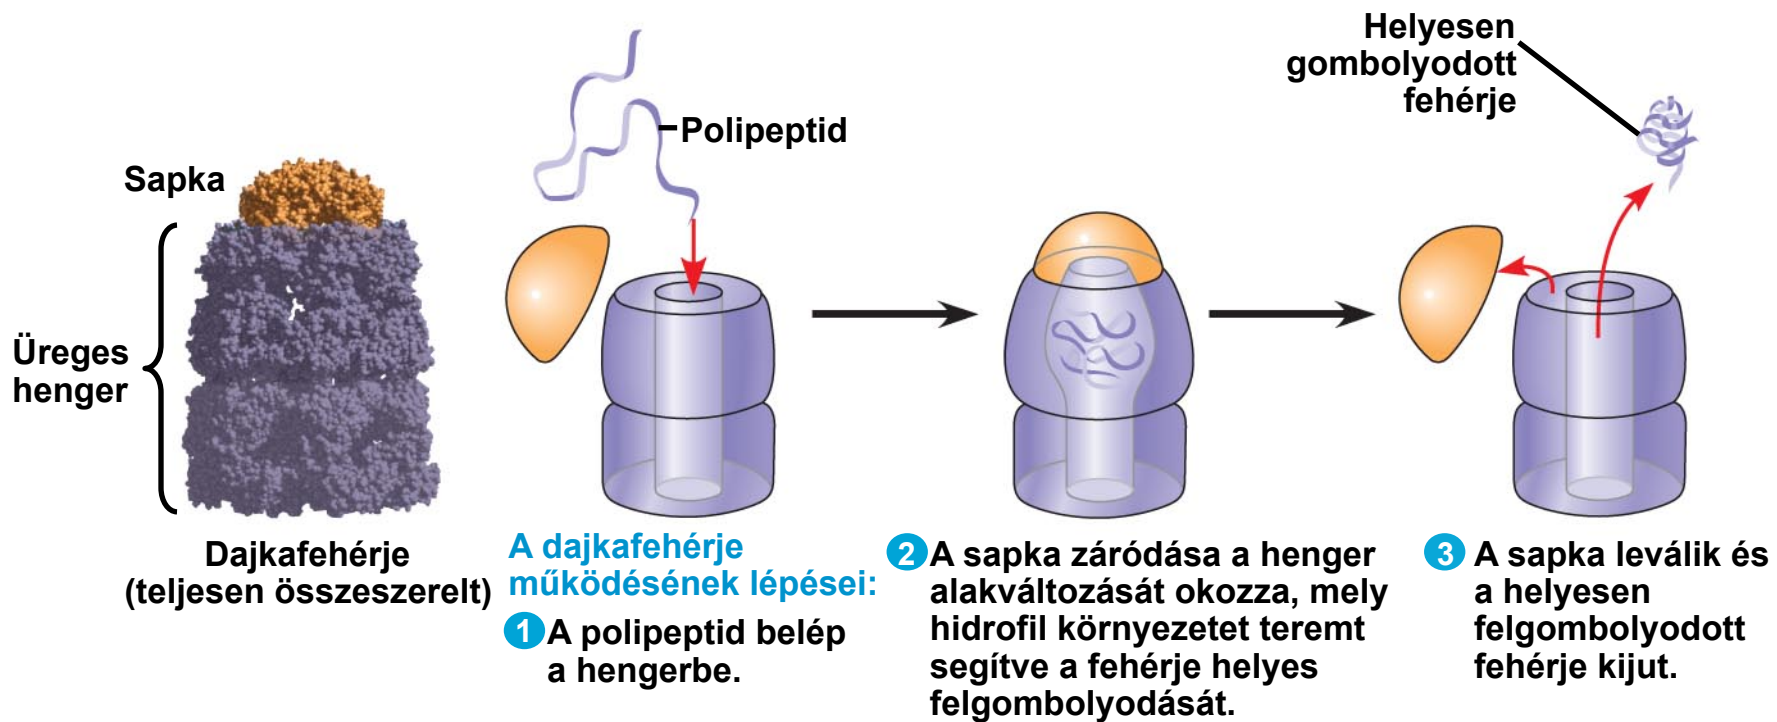 Sapka
Üreges
henger
Dajkafehérje
(teljesen összeszerelt)
Polipeptid
A dajkafehérje
működésének lépései:
1 A polipeptid belép
a hengerbe.
2 A sapka záródása a henger
alakváltozását okozza, mely
hidrofil környezetet teremt
segítve a fehérje helyes
felgombolyodását.
Helyesen
gombolyodott
fehérje
3 A sapka leválik és
a helyesen
felgombolyodott
fehérje kijut.